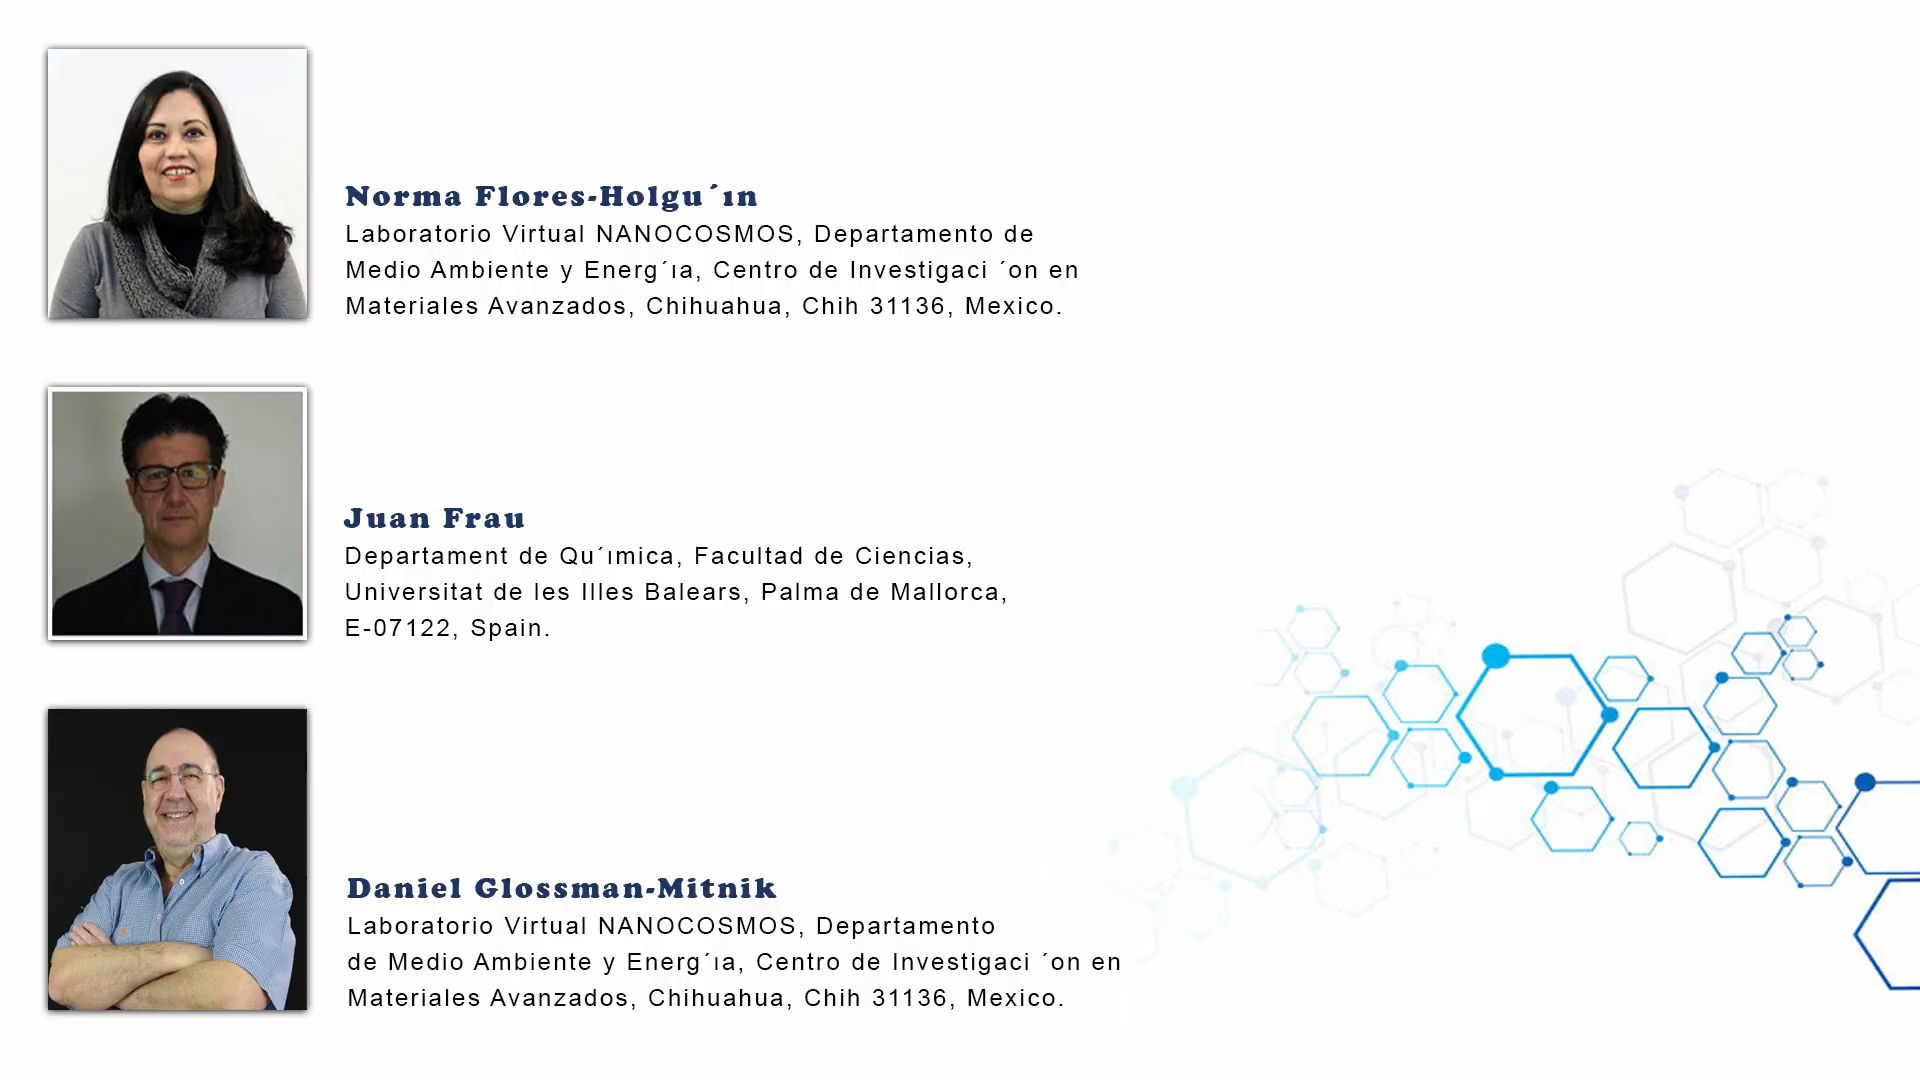 Norma Flores-Holgu´ın
Laboratorio Virtual NANOCOSMOS, Departamento de
Medio Ambiente y Energ´ıa, Centro de Investigaci ´on en
Materiales Avanzados, Chihuahua, Chih 31136, Mexico.
Juan Frau
Departament de Qu´ımica, Facultad de Ciencias,
Universitat de les Illes Balears, Palma de Mallorca,
E-07122, Spain.
Daniel Glossman-Mitnik
Laboratorio Virtual NANOCOSMOS, Departamento
de Medio Ambiente y Energ´ıa, Centro de Investigaci ´on en
Materiales Avanzados, Chihuahua, Chih 31136, Mexico.